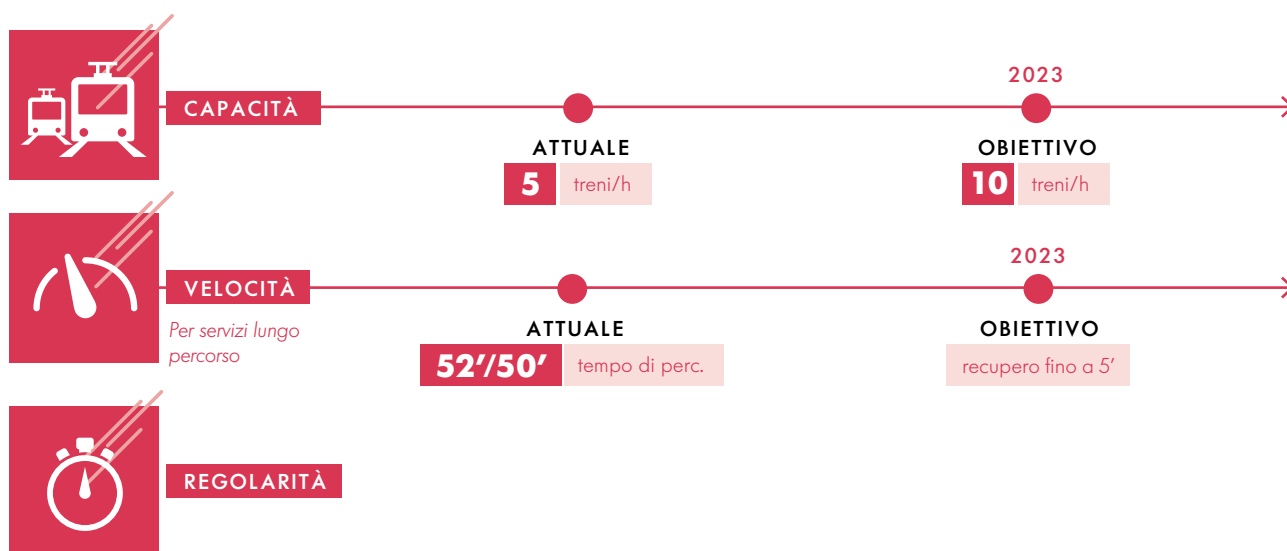 CAPACITÀ
2023
ATTUALE
OBIETTIVO
5 treni/h
10 treni/h
VELOCITÀ
Per servizi lungo
percorso
2023
ATTUALE
OBIETTIVO
52’/50’ tempo di perc.
recupero fino a 5’
REGOLARITÀ